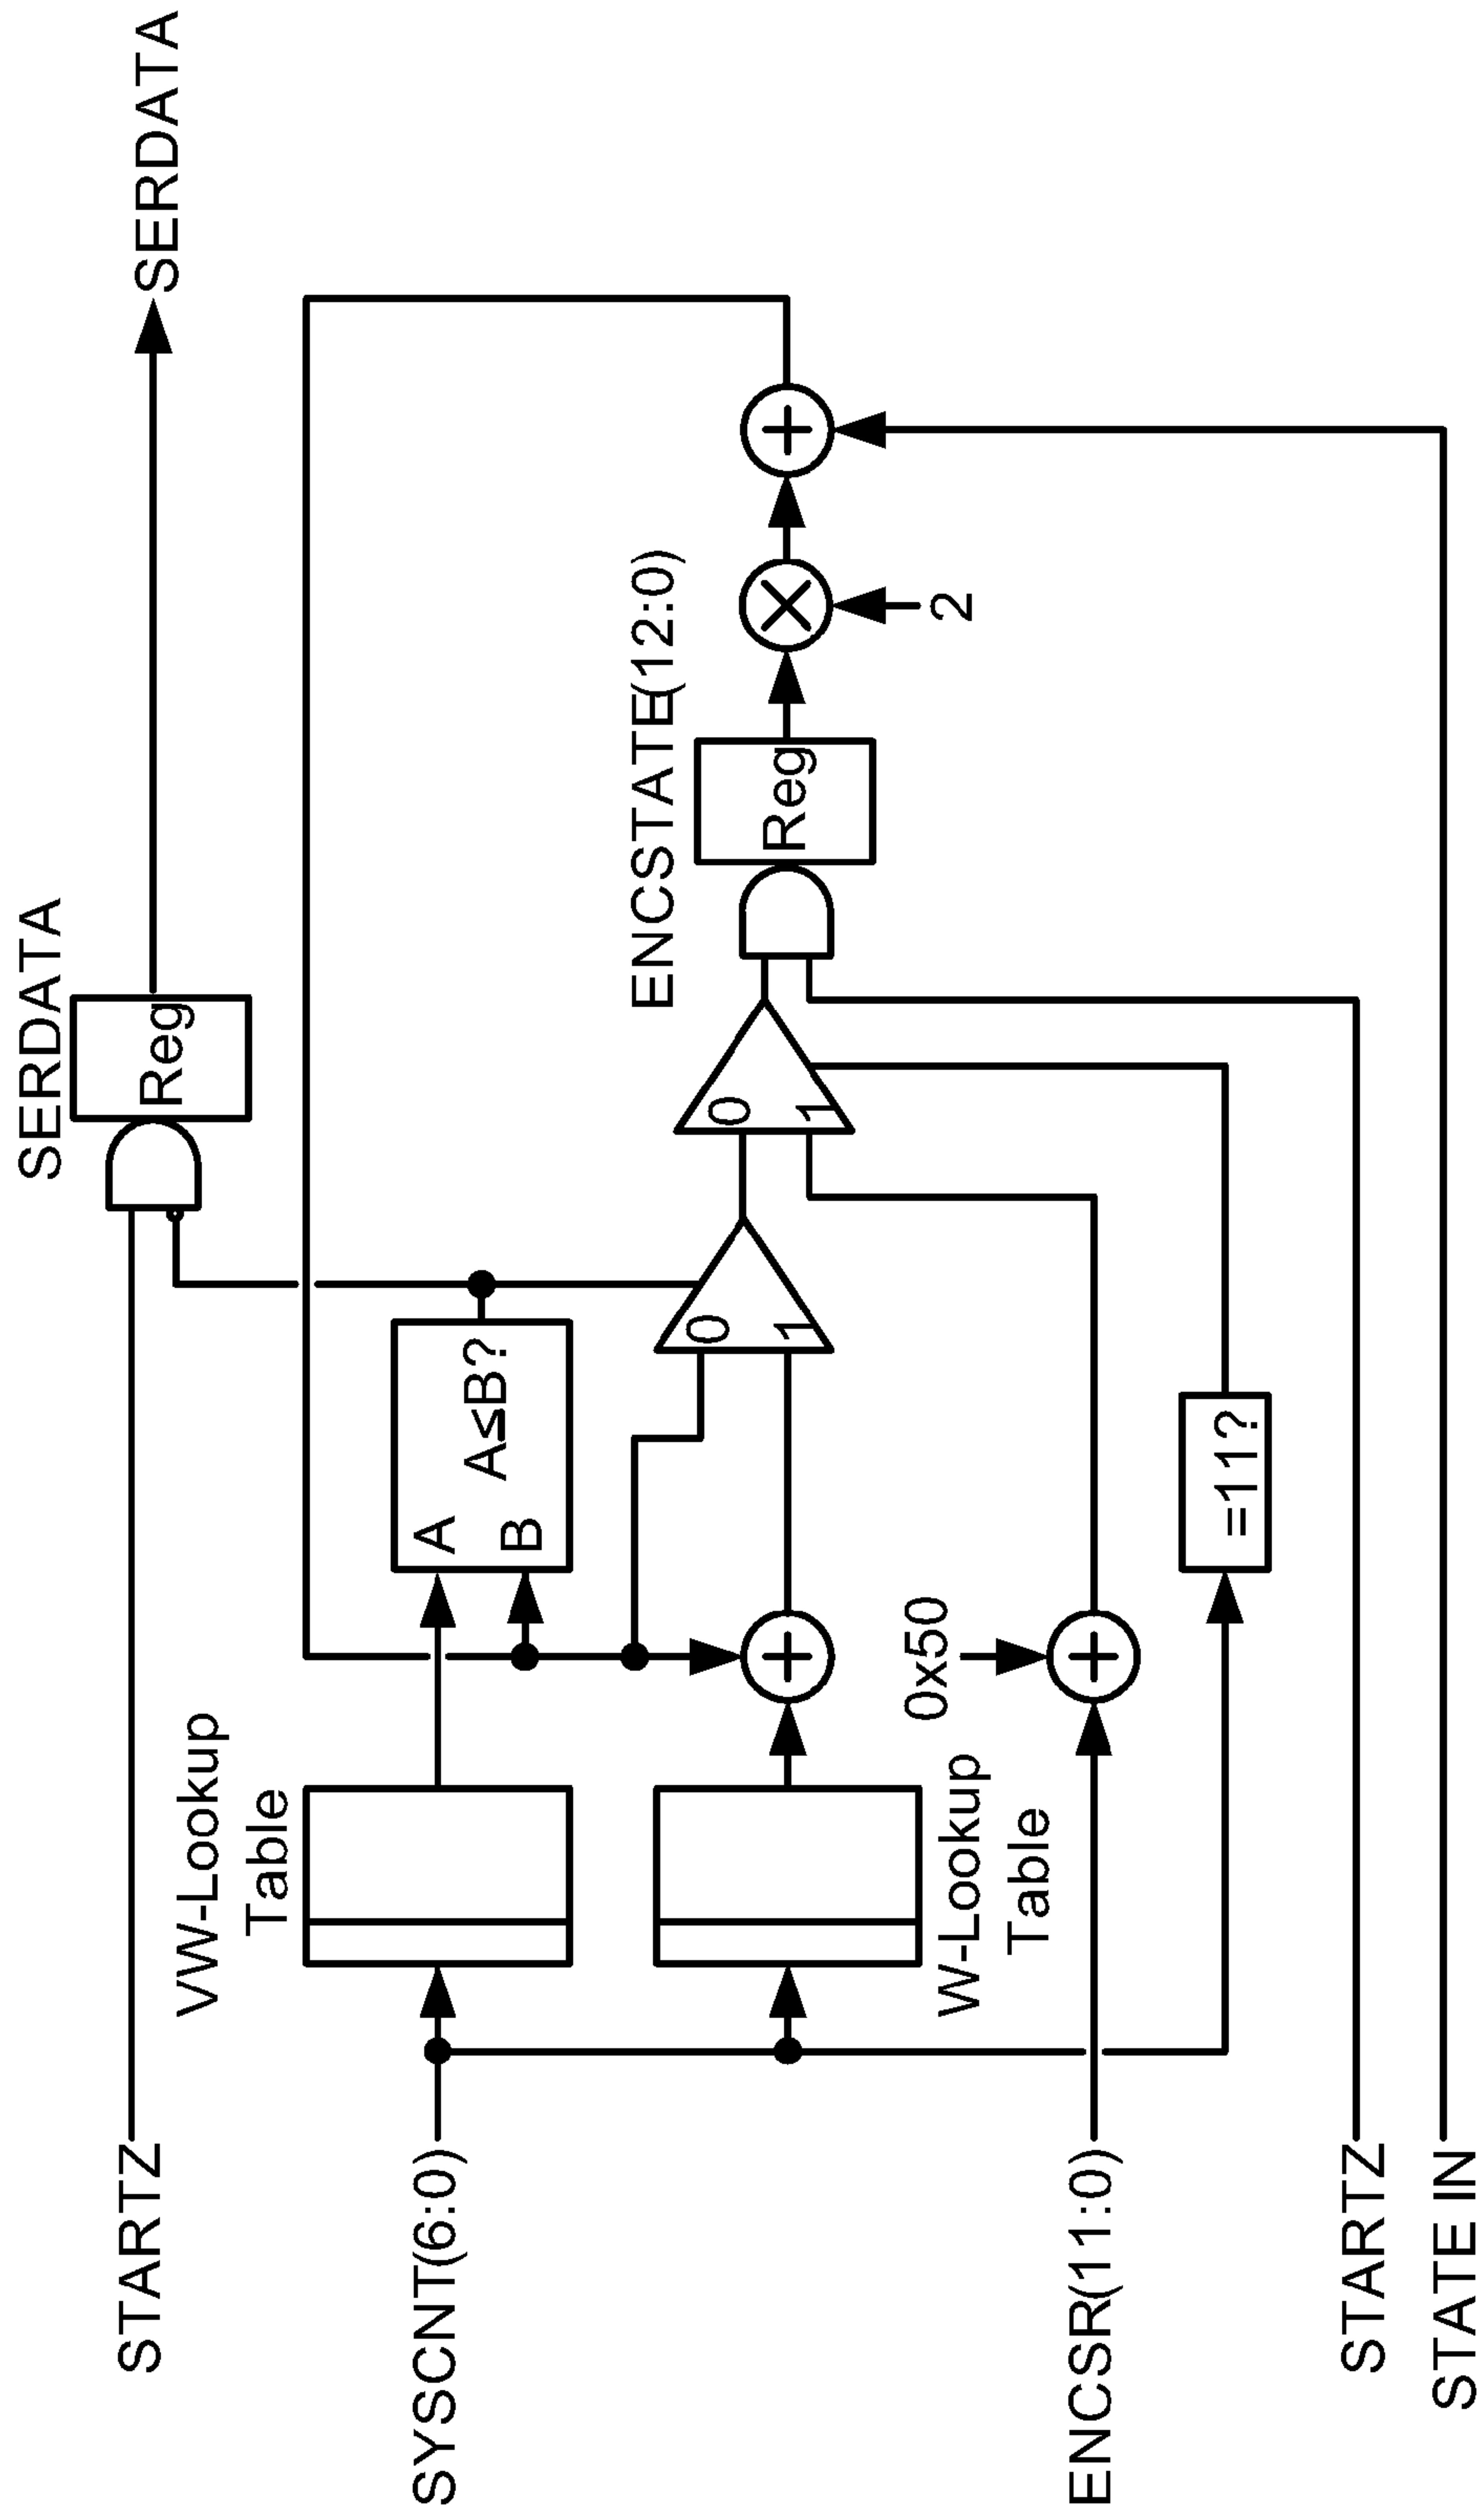 SERDATA
STARTZ
Reg
SERDATA
VW-Lookup
Table
A
B
A≤B?
SYSCNT(6:0)
ENCSTATE(12:0)
0
1
0
1
Reg
2
W-Lookup
Table
0x50
ENCSR(11:0)
=11?
STARTZ
STATE IN